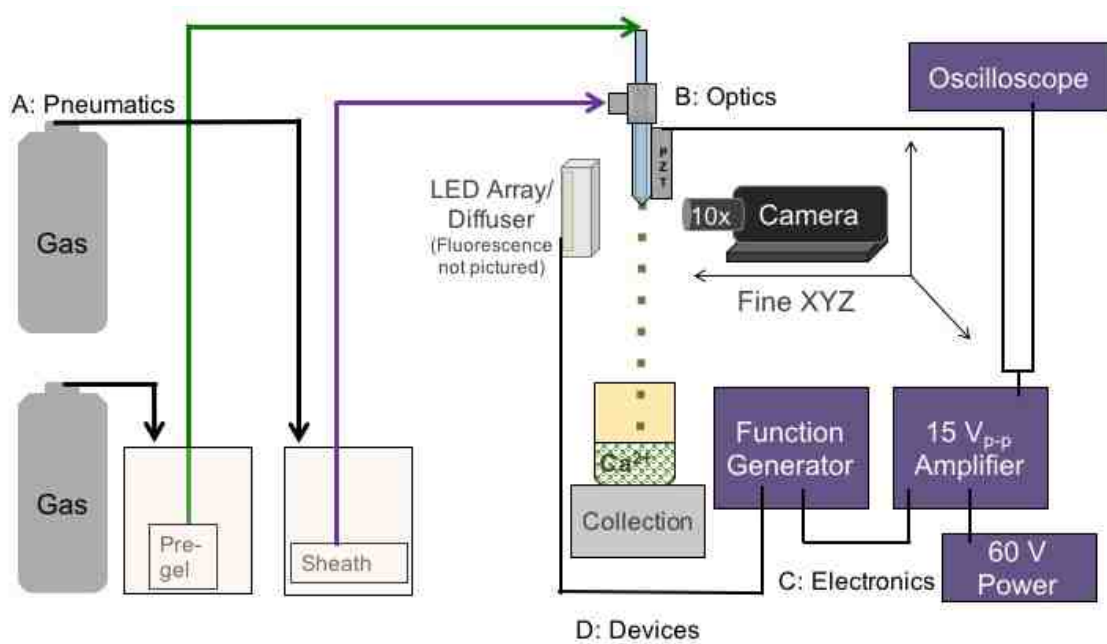 A: Pneumatics
Gas
Gas
Pre-
gel
Sheath
B: Optics
PZT
LED Array/
Diffuser
(Fluorescence
not pictured)
10x
Camera
Fine XYZ
Oscilloscope
Ca²⁺
Collection
Function
Generator
15 Vp-p
Amplifier
60 V
Power
C: Electronics
D: Devices